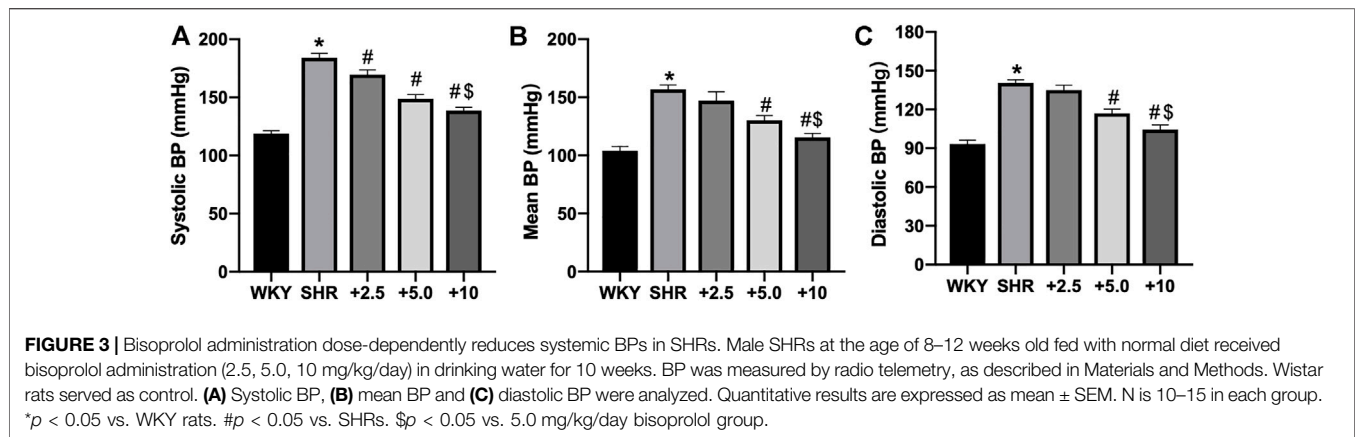 A
Systolic BP (mmHg)
200
150
100
50
0
*
#
#
#$
WKY SHR +2.5 +5.0 +10
B
Mean BP (mmHg)
200
150
100
50
0
*
#
#$
WKY SHR +2.5 +5.0 +10
C
Diastolic BP (mmHg)
180
150
120
90
60
30
0
*
#
#$
WKY SHR +2.5 +5.0 +10
FIGURE 3 | Bisoprolol administration dose-dependently reduces systemic BPs in SHRs. Male SHRs at the age of 8–12 weeks old fed with normal diet received
bisoprolol administration (2.5, 5.0, 10 mg/kg/day) in drinking water for 10 weeks. BP was measured by radio telemetry, as described in Materials and Methods. Wistar
rats served as control. (A) Systolic BP, (B) mean BP and (C) diastolic BP were analyzed. Quantitative results are expressed as mean ± SEM. N is 10–15 in each group.
*p < 0.05 vs. WKY rats. #p < 0.05 vs. SHRs. $p < 0.05 vs. 5.0 mg/kg/day bisoprolol group.